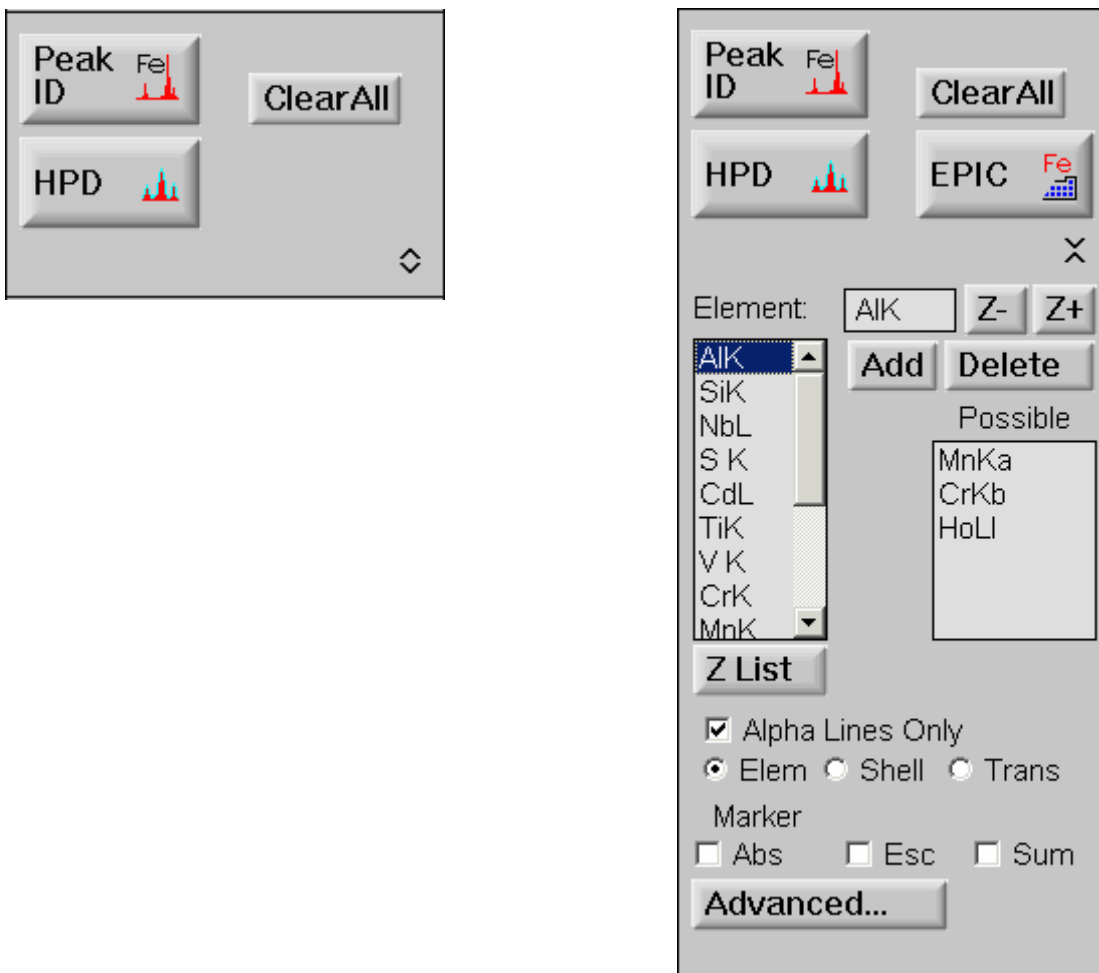 Peak
ID
Fe
ClearAll
HPD
Peak
ID
Fe
ClearAll
HPD
EPIC
Fe
Element:
AlK
Z-
Z+
AlK
SiK
NbL
S K
CdL
TiK
V K
CrK
MnK
Add
Delete
Possible
MnKa
CrKb
HoLl
Z List
Alpha Lines Only
Elem
Shell
Trans
Marker
Abs
Esc
Sum
Advanced...